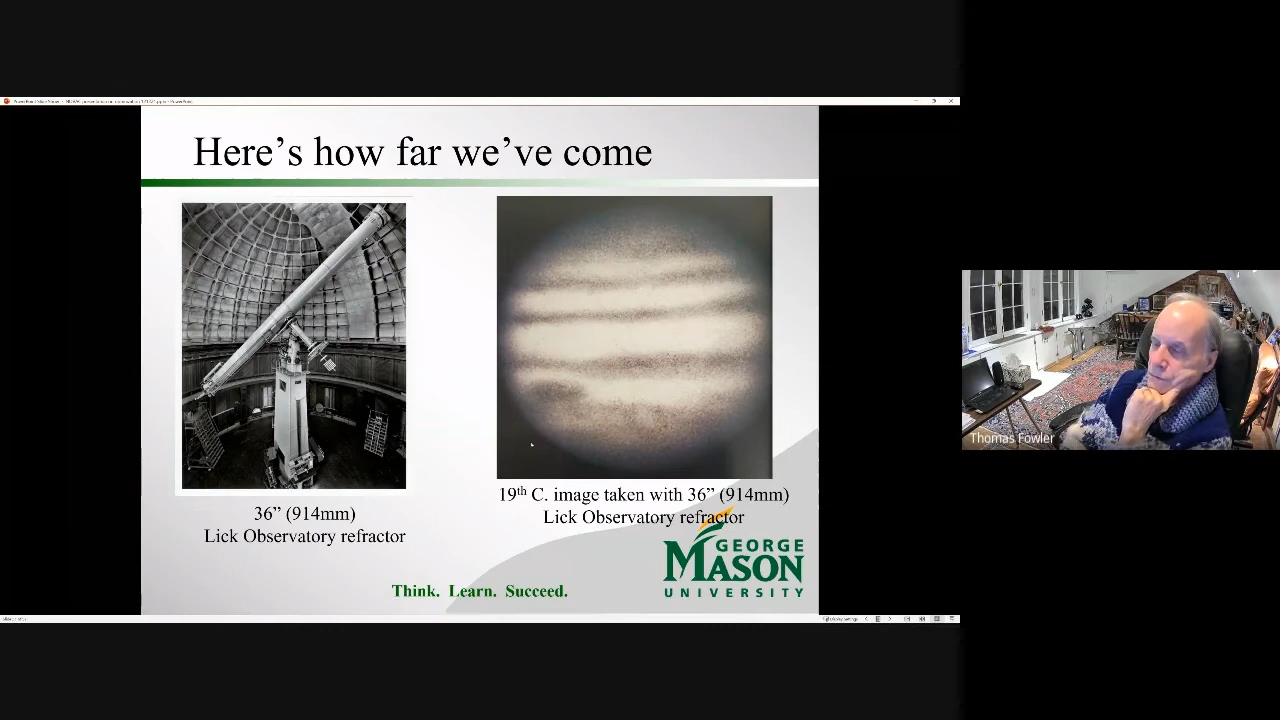 Here’s how far we’ve come
36” (914mm)
Lick Observatory refractor
19th C. image taken with 36” (914mm)
Lick Observatory refractor
Think. Learn. Succeed.
GEORGE
MASON
UNIVERSITY
Thomas Fowler